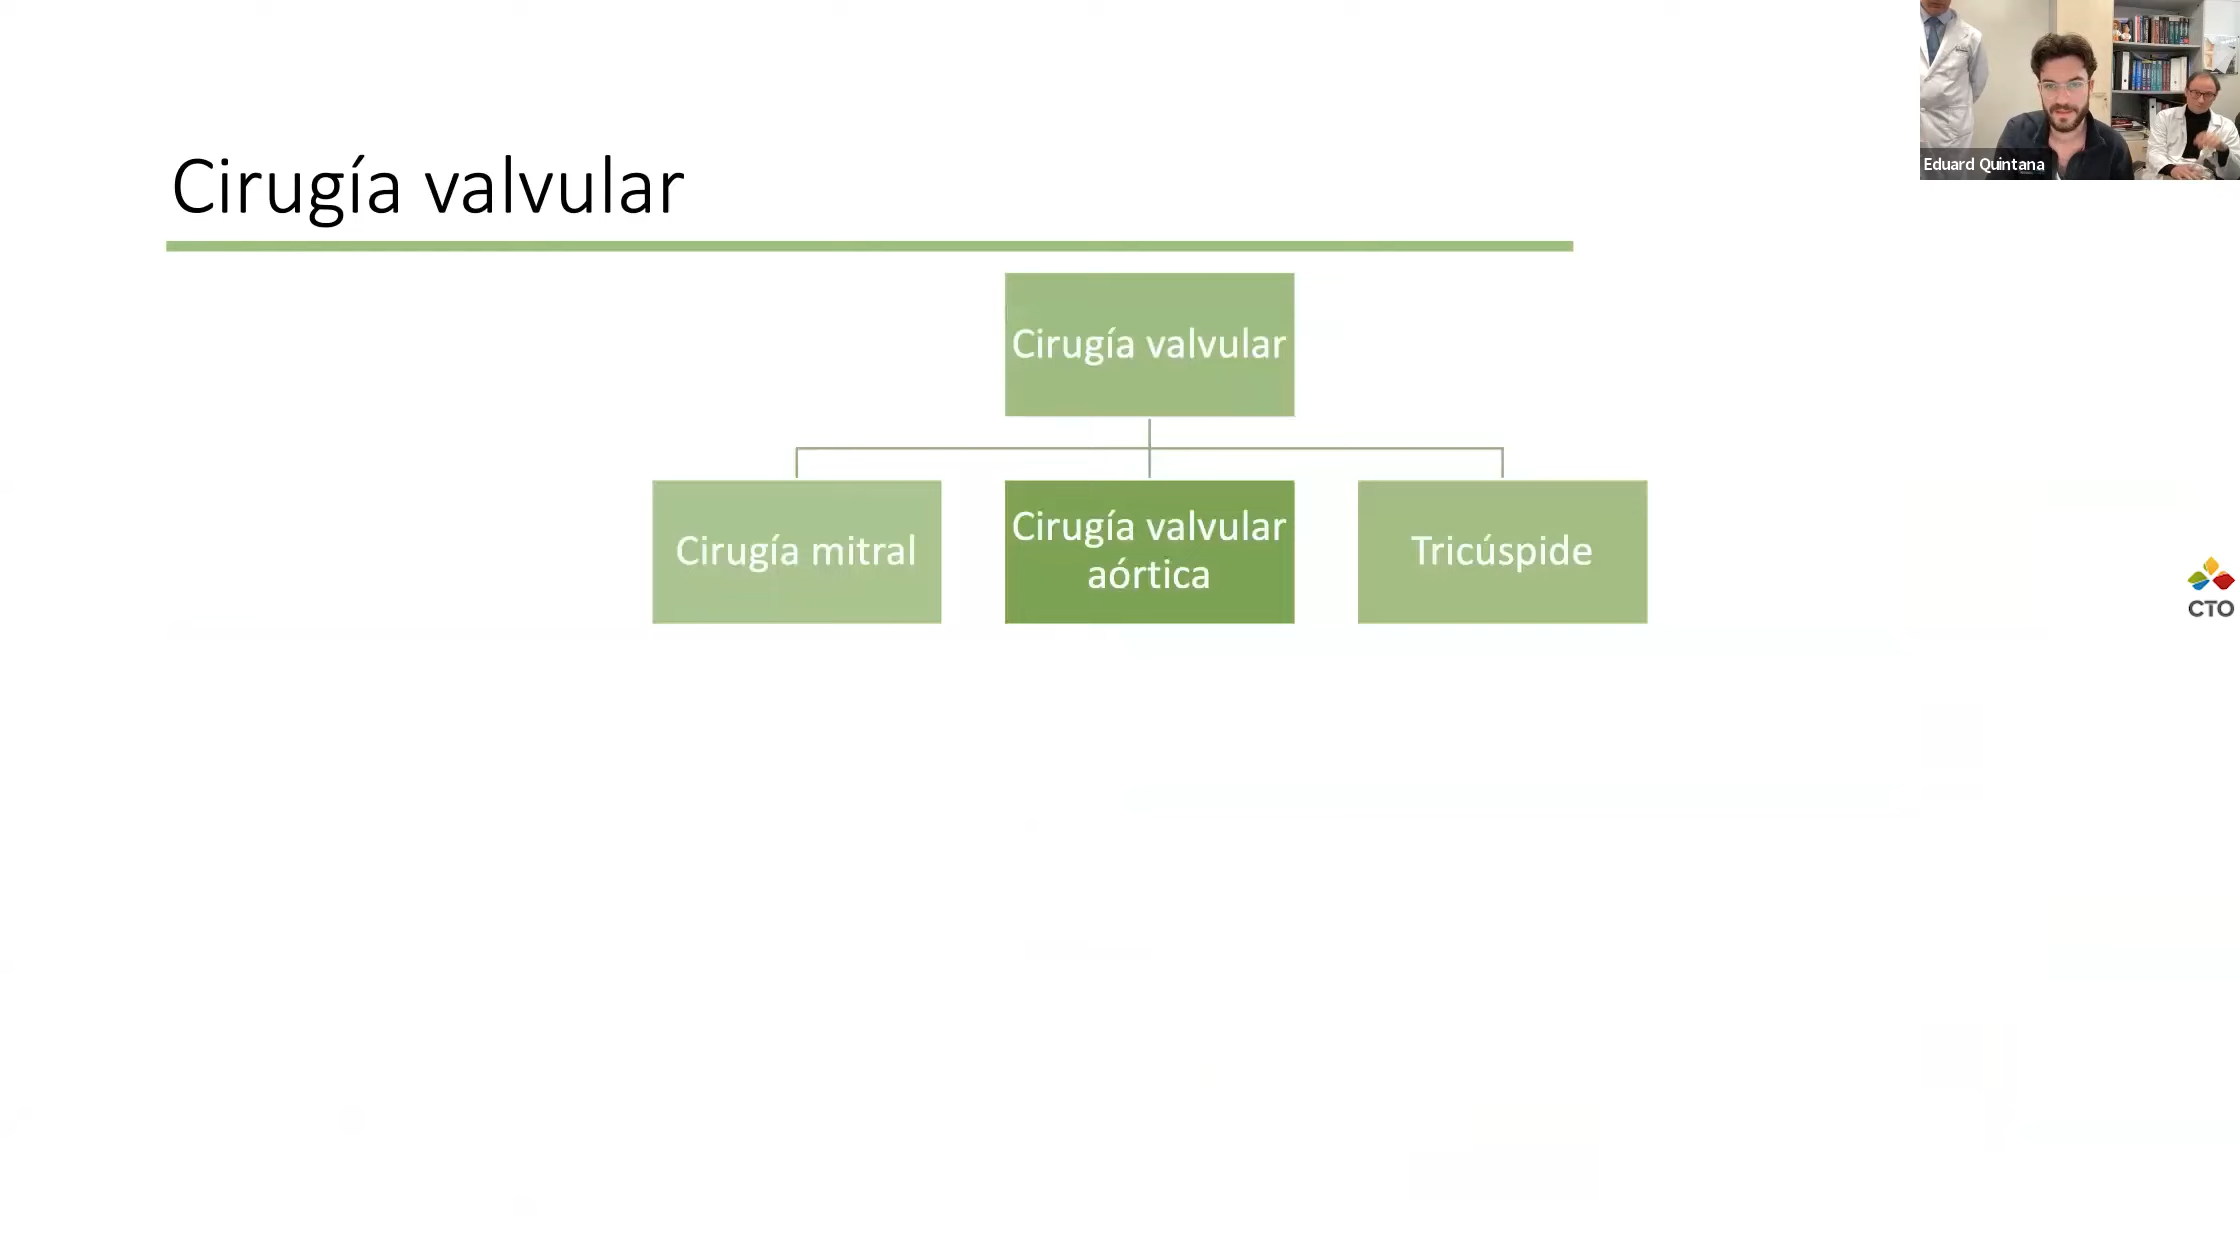 Cirugía valvular
Eduard Quintana
Cirugía valvular
Cirugía mitral
Cirugía valvular
aórtica
Tricúspide
CTO